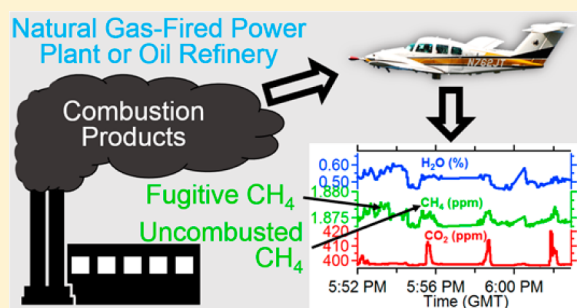 Natural Gas-Fired Power
Plant or Oil Refinery
Combustion
Products
N762JT
Fugitive CH4
Uncombusted
CH4
H2O (%)
0.60
0.50
1.880
CH4 (ppm)
1.875
420
CO2 (ppm)
400
5:52 PM 5:56 PM 6:00 PM
Time (GMT)